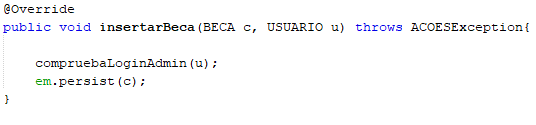 @Override
public void insertarBeca(BECA c, USUARIO u) throws ACOESException{
compruebaLoginAdmin(u);
em.persist(c);
}